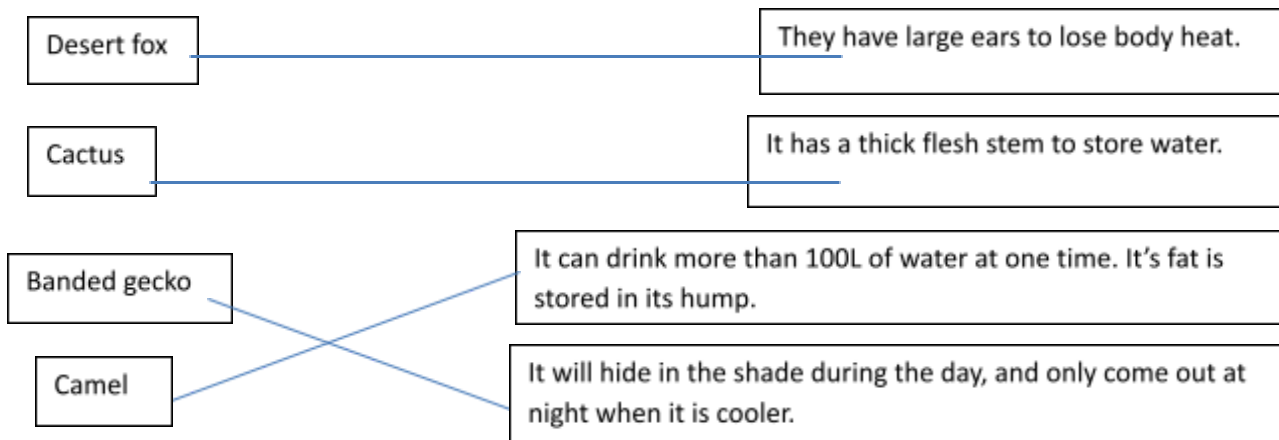 Desert fox
They have large ears to lose body heat.
Cactus
It has a thick flesh stem to store water.
Banded gecko
It can drink more than 100L of water at one time. It’s fat is
stored in its hump.
Camel
It will hide in the shade during the day, and only come out at
night when it is cooler.